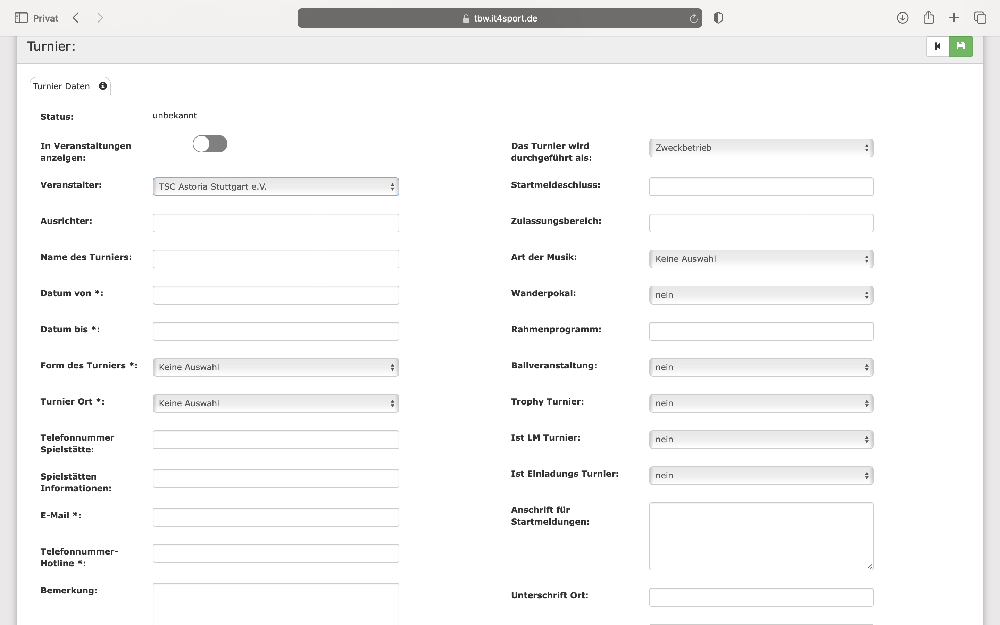 Privat
tbw.it4sport.de
Turnier:
Turnier Daten
Status:
unbekannt
In Veranstaltungen
anzeigen:
Das Turnier wird
durchgeführt als:
Zweckbetrieb
Veranstalter:
TSC Astoria Stuttgart e.V.
Startmeldeschluss:
Ausrichter:
Zulassungsbereich:
Name des Turniers:
Art der Musik:
Keine Auswahl
Datum von *:
Wanderpokal:
nein
Datum bis *:
Rahmenprogramm:
Form des Turniers *:
Keine Auswahl
Ballveranstaltung:
nein
Turnier Ort *:
Keine Auswahl
Trophy Turnier:
nein
Telefonnummer
Spielstätte:
Ist LM Turnier:
nein
Spielstätten
Informationen:
Ist Einladungs Turnier:
nein
E-Mail *:
Anschrift für
Startmeldungen:
Telefonnummer-
Hotline *:
Bemerkung:
Unterschrift Ort: